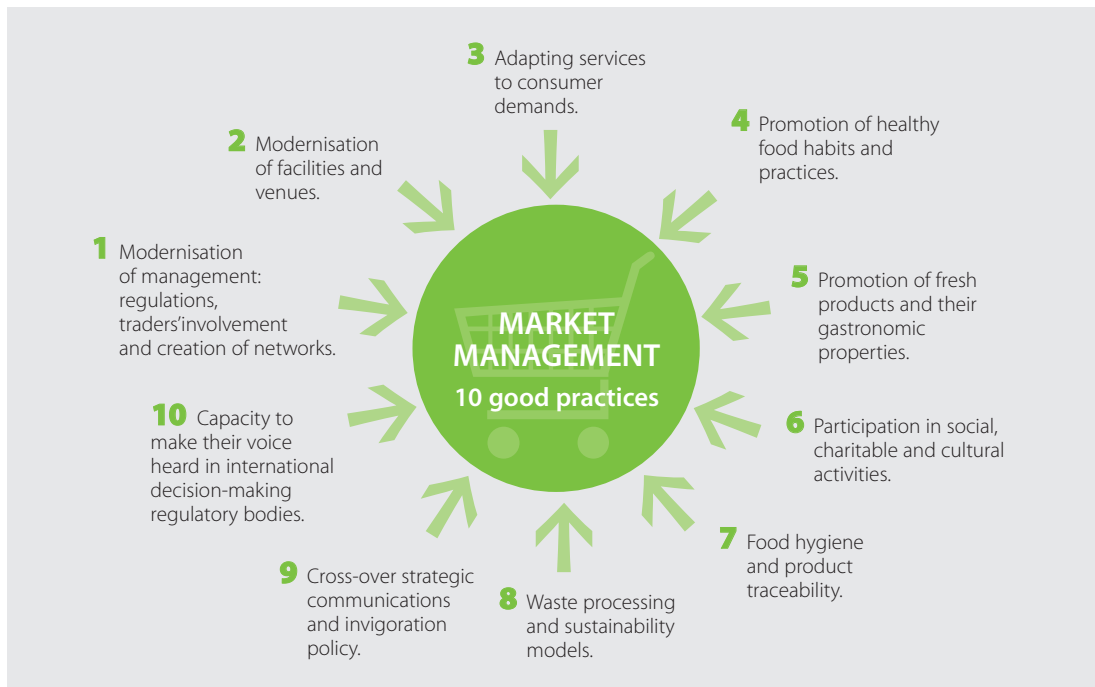 3 Adapting services
to consumer
demands.
4 Promotion of healthy
food habits and
practices.
2 Modernisation
of facilities and
venues.
1 Modernisation
of management:
regulations,
traders'involvement
and creation of networks.
5 Promotion of fresh
products and their
gastronomic
properties.
MARKET
MANAGEMENT
10 good practices
10 Capacity to
make their voice
heard in international
decision-making
regulatory bodies.
6 Participation in social,
charitable and cultural
activities.
7 Food hygiene
and product
traceability.
9 Cross-over strategic
communications
and invigoration
policy.
8 Waste processing
and sustainability
models.